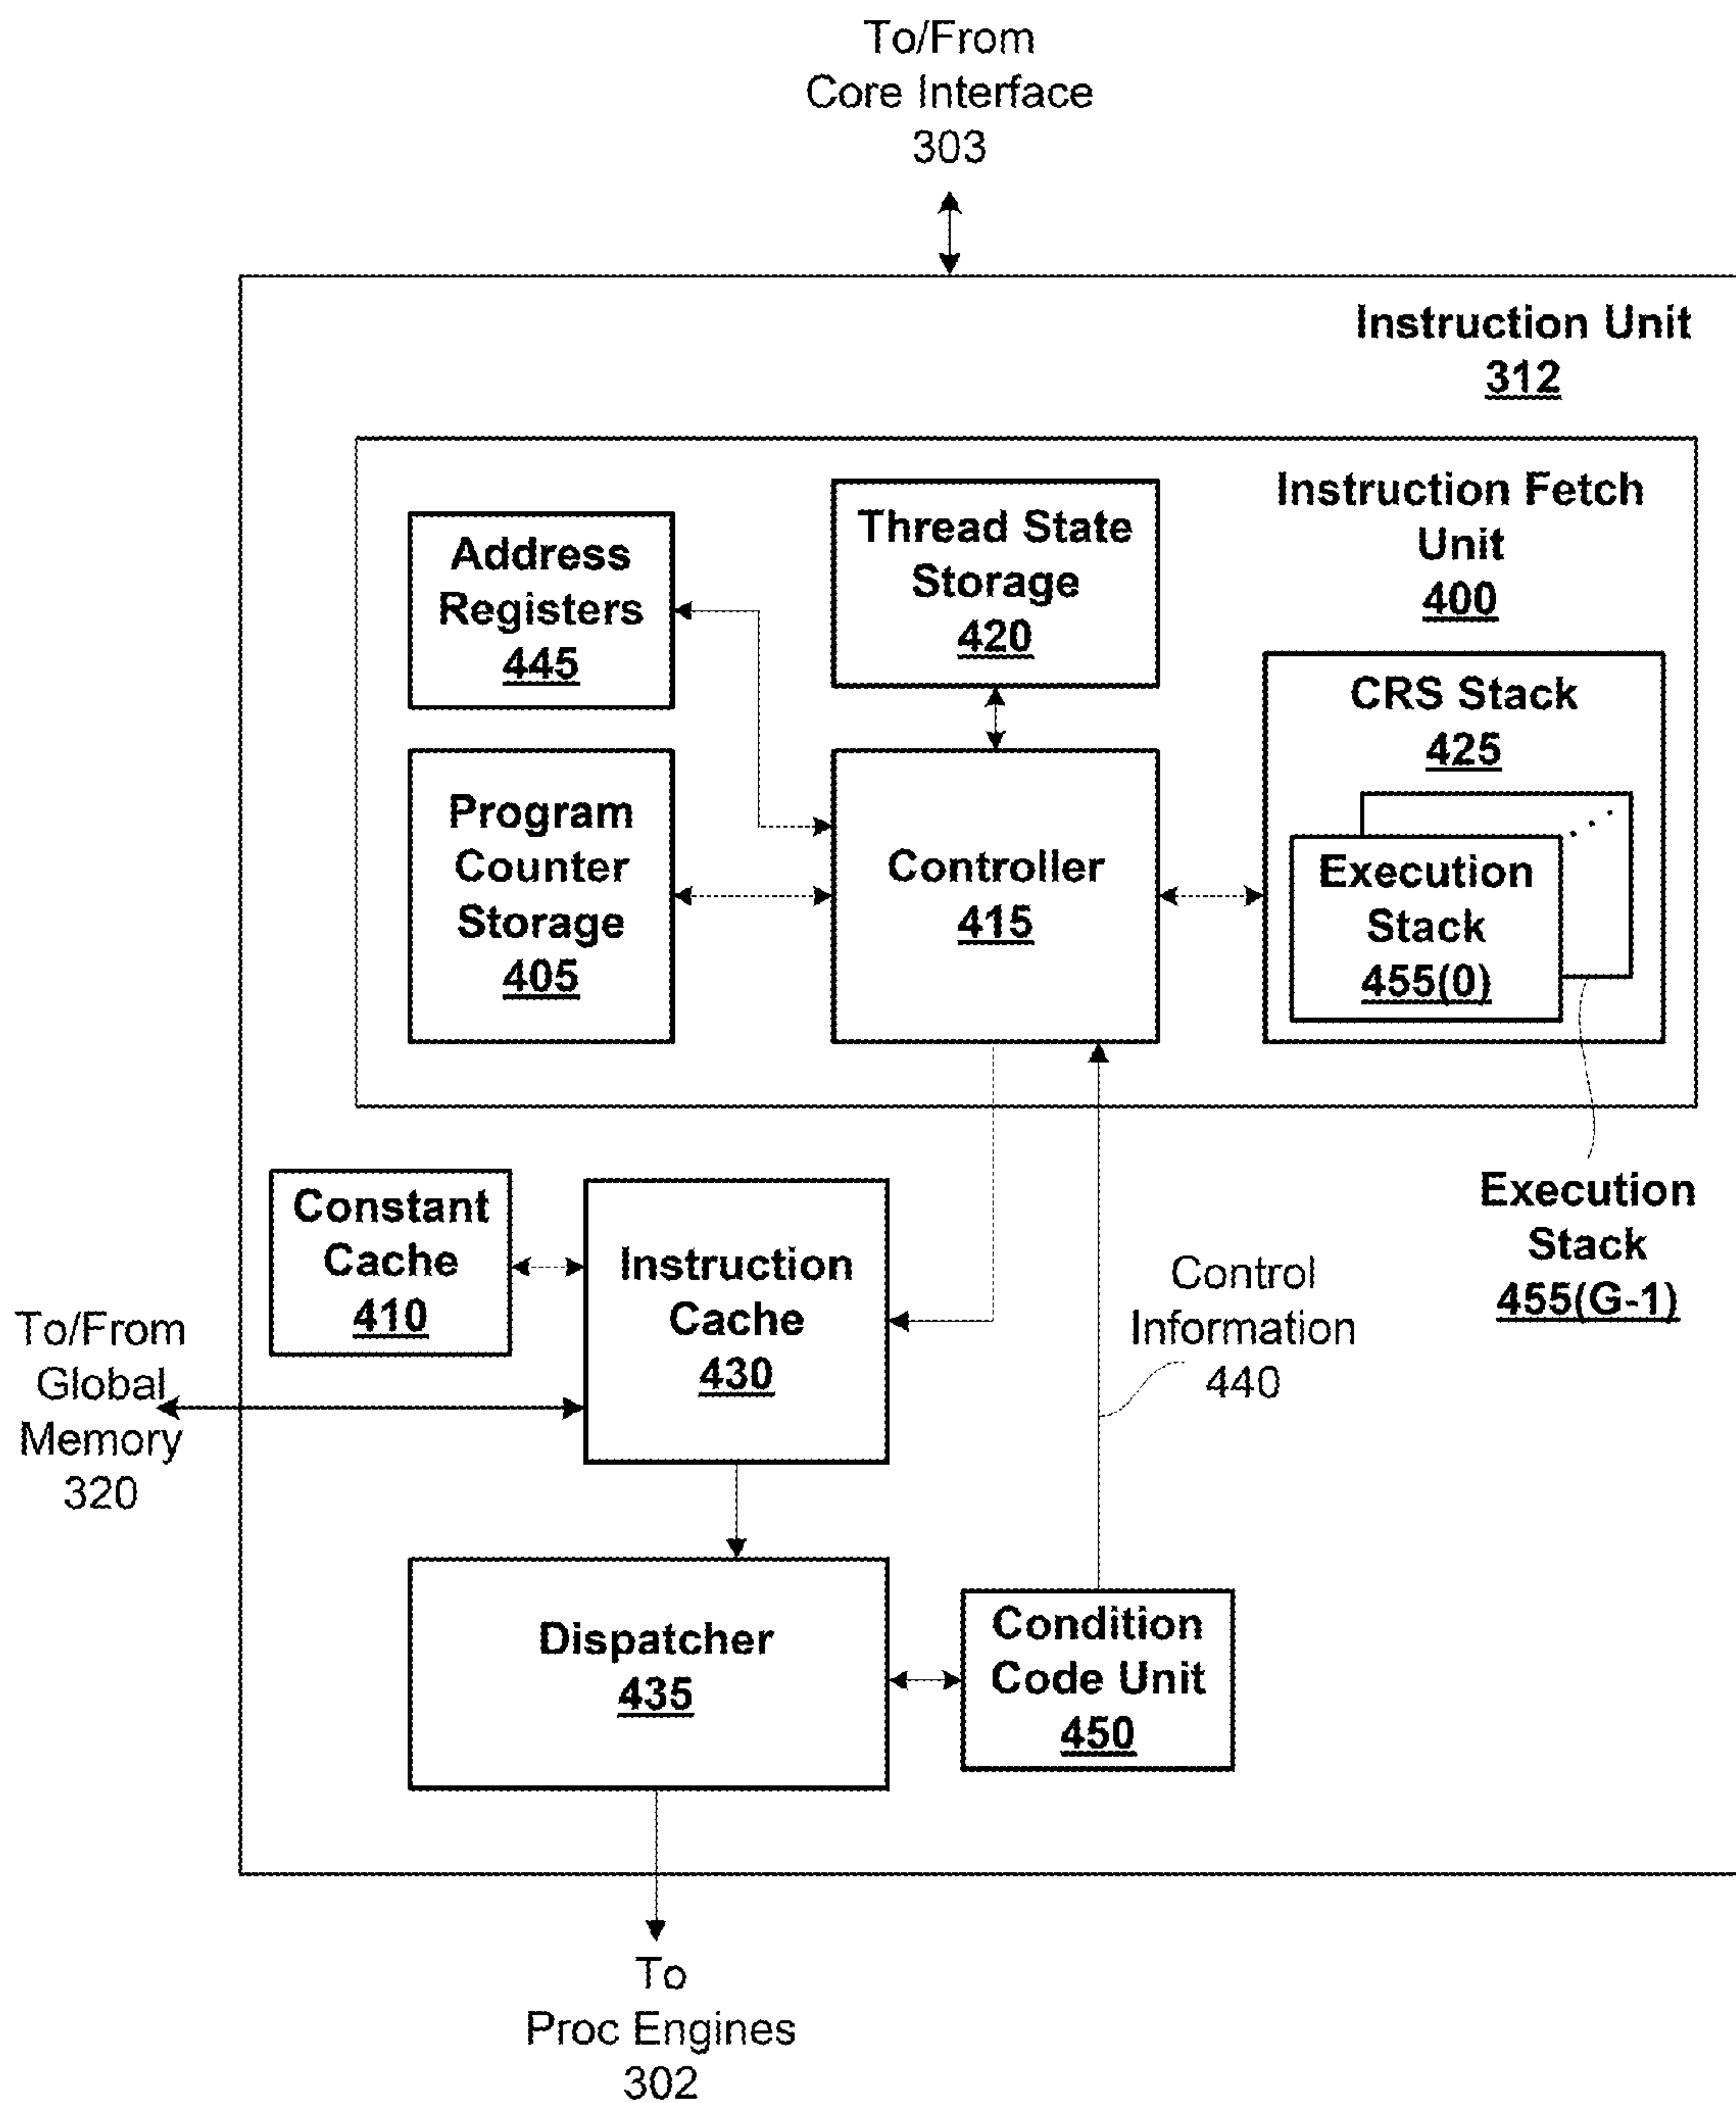 To/From
Core Interface
303
Instruction Unit
312
Instruction Fetch
Unit
400
Address
Registers
445
Thread State
Storage
420
CRS Stack
425
Program
Counter
Storage
405
Controller
415
Execution
Stack
455(0)
Execution
Stack
455(G-1)
Constant
Cache
410
Instruction
Cache
430
Control
Information
440
To/From
Global
Memory
320
Dispatcher
435
Condition
Code Unit
450
To
Proc Engines
302